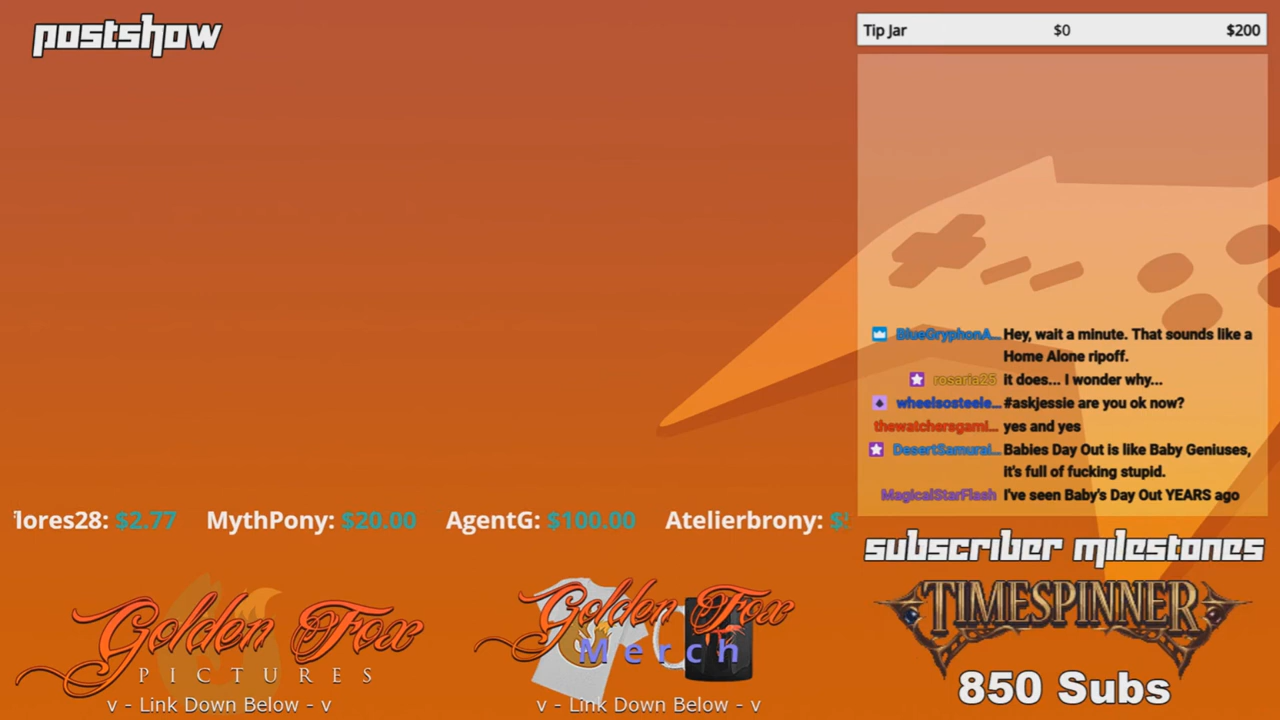 postshow
Tip Jar $0 $200
BlueGryphonA... Hey, wait a minute. That sounds like a
Home Alone ripoff.
rosaria25 it does... I wonder why...
wheelsosteele... #askjessie are you ok now?
thewatchersgami... yes and yes
DesertSamurai... Babies Day Out is like Baby Geniuses,
it's full of fucking stupid.
MagicalStarFlash I've seen Baby's Day Out YEARS ago
lores28: $2.77 MythPony: $20.00 AgentG: $100.00 Atelierbrony:
subscriber milestones
TIMESPINNER
850 Subs
Golden Fox
PICTURES
v - Link Down Below - v
Golden Fox
Merch
v - Link Down Below - v